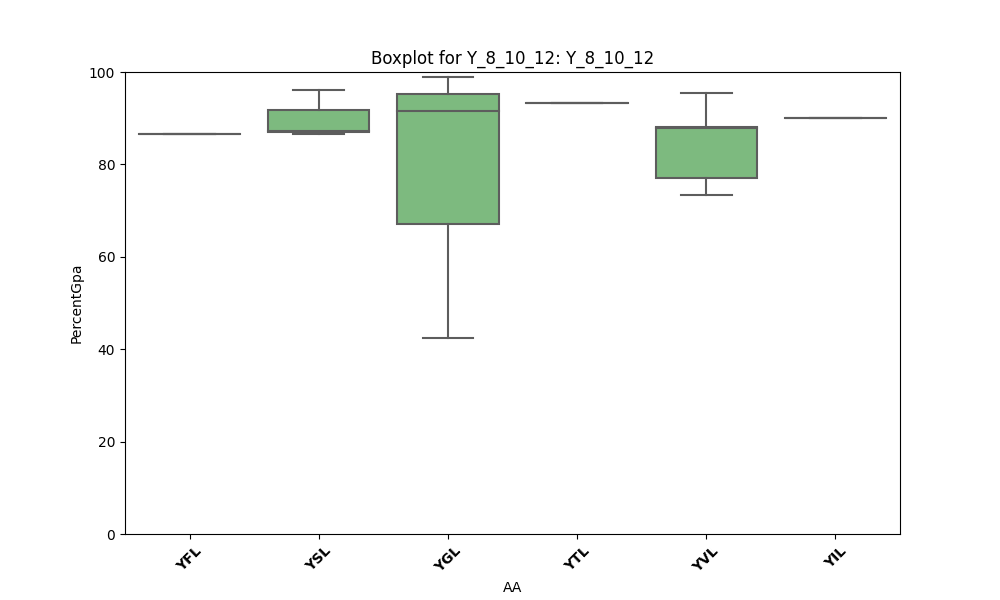 Boxplot for Y_8_10_12: Y_8_10_12
100
80
60
40
20
0
PercentGpa
YFL
YSL
YGL
YTL
YVL
YIL
AA